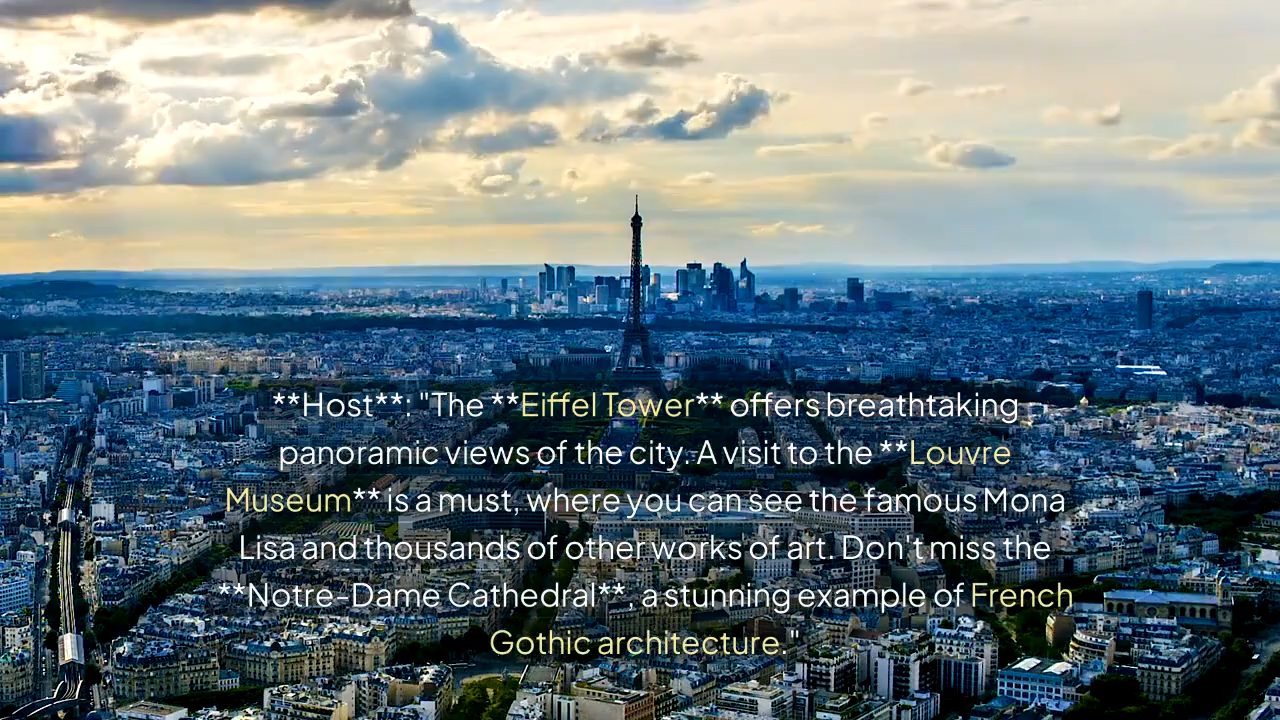 **Host**: "The **Eiffel Tower** offers breathtaking
panoramic views of the city. A visit to the **Louvre
Museum** is a must, where you can see the famous Mona
Lisa and thousands of other works of art. Don't miss the
**Notre-Dame Cathedral**, a stunning example of French
Gothic architecture."